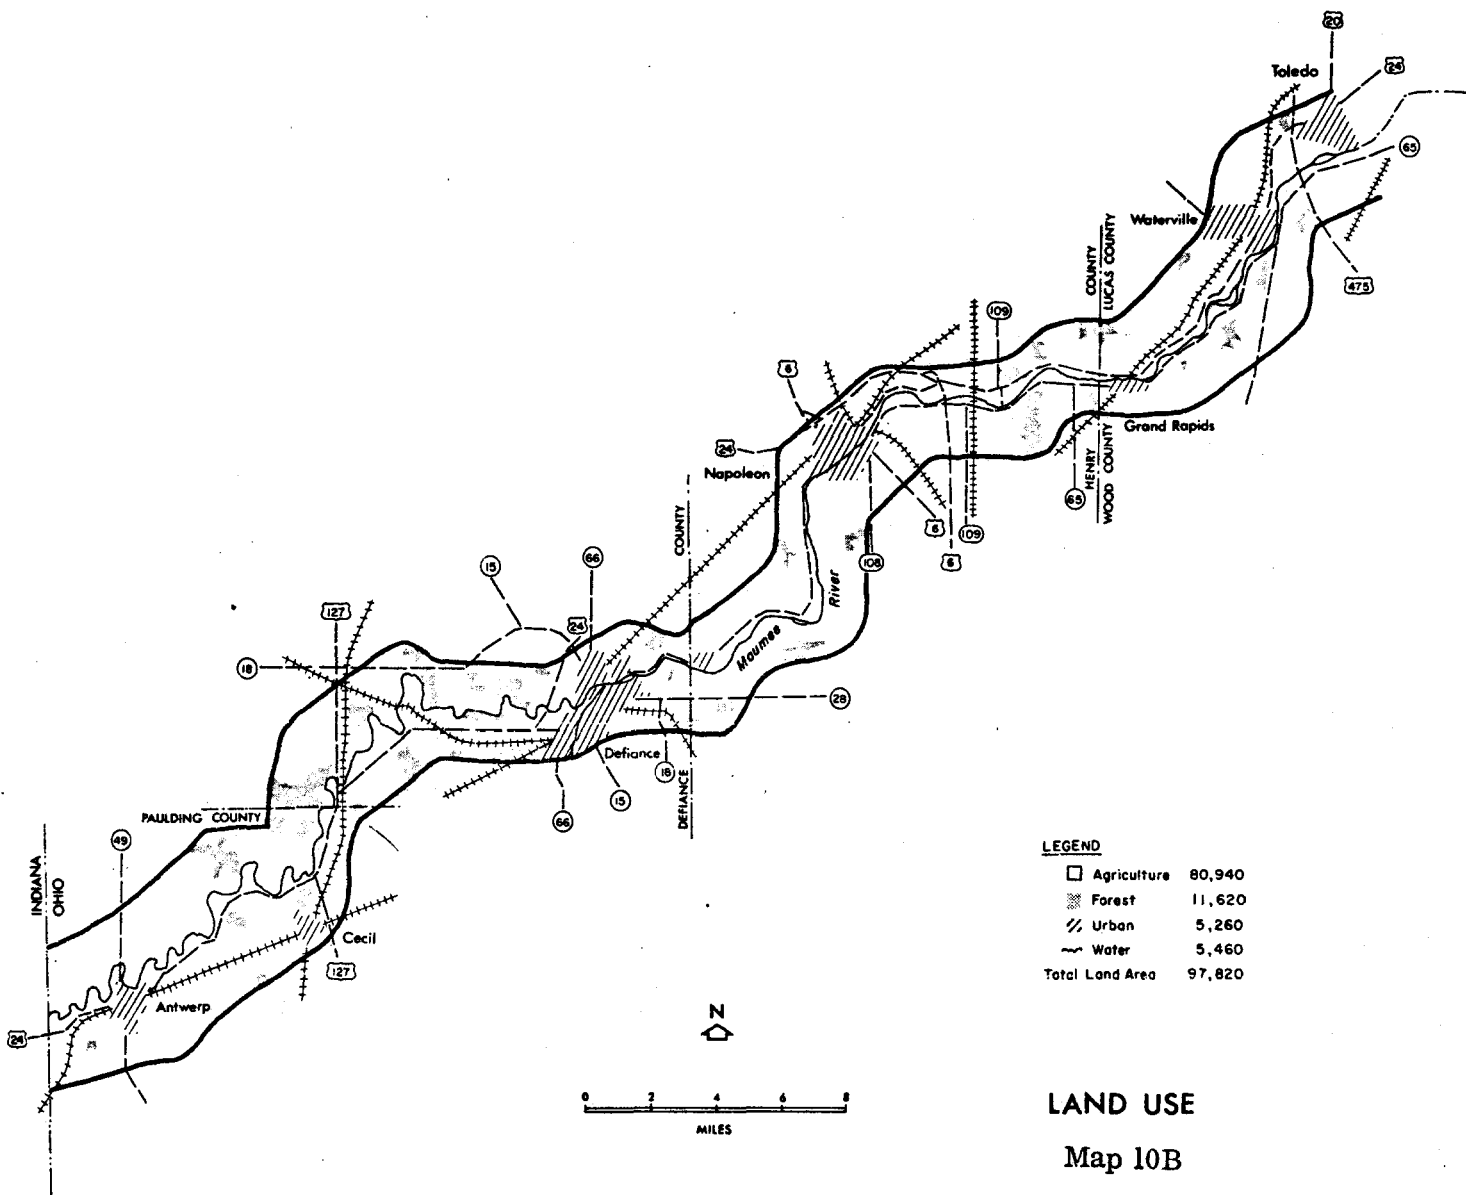 20
24
Toledo
65
Waterville
COUNTY
LUCAS COUNTY
475
109
6
24
Napoleon
Grand Rapids
HENRY
WOOD COUNTY
65
6
109
6
108
COUNTY
River
Maumee
15
66
24
127
18
28
Defiance
18
15
66
DEFIANCE
PAULDING COUNTY
49
INDIANA
OHIO
Cecil
127
Antwerp
24
LEGEND
Agriculture 80,940
Forest 11,620
Urban 5,260
Water 5,460
Total Land Area 97,820
N
0 2 4 6 8
MILES
LAND USE
Map 10B